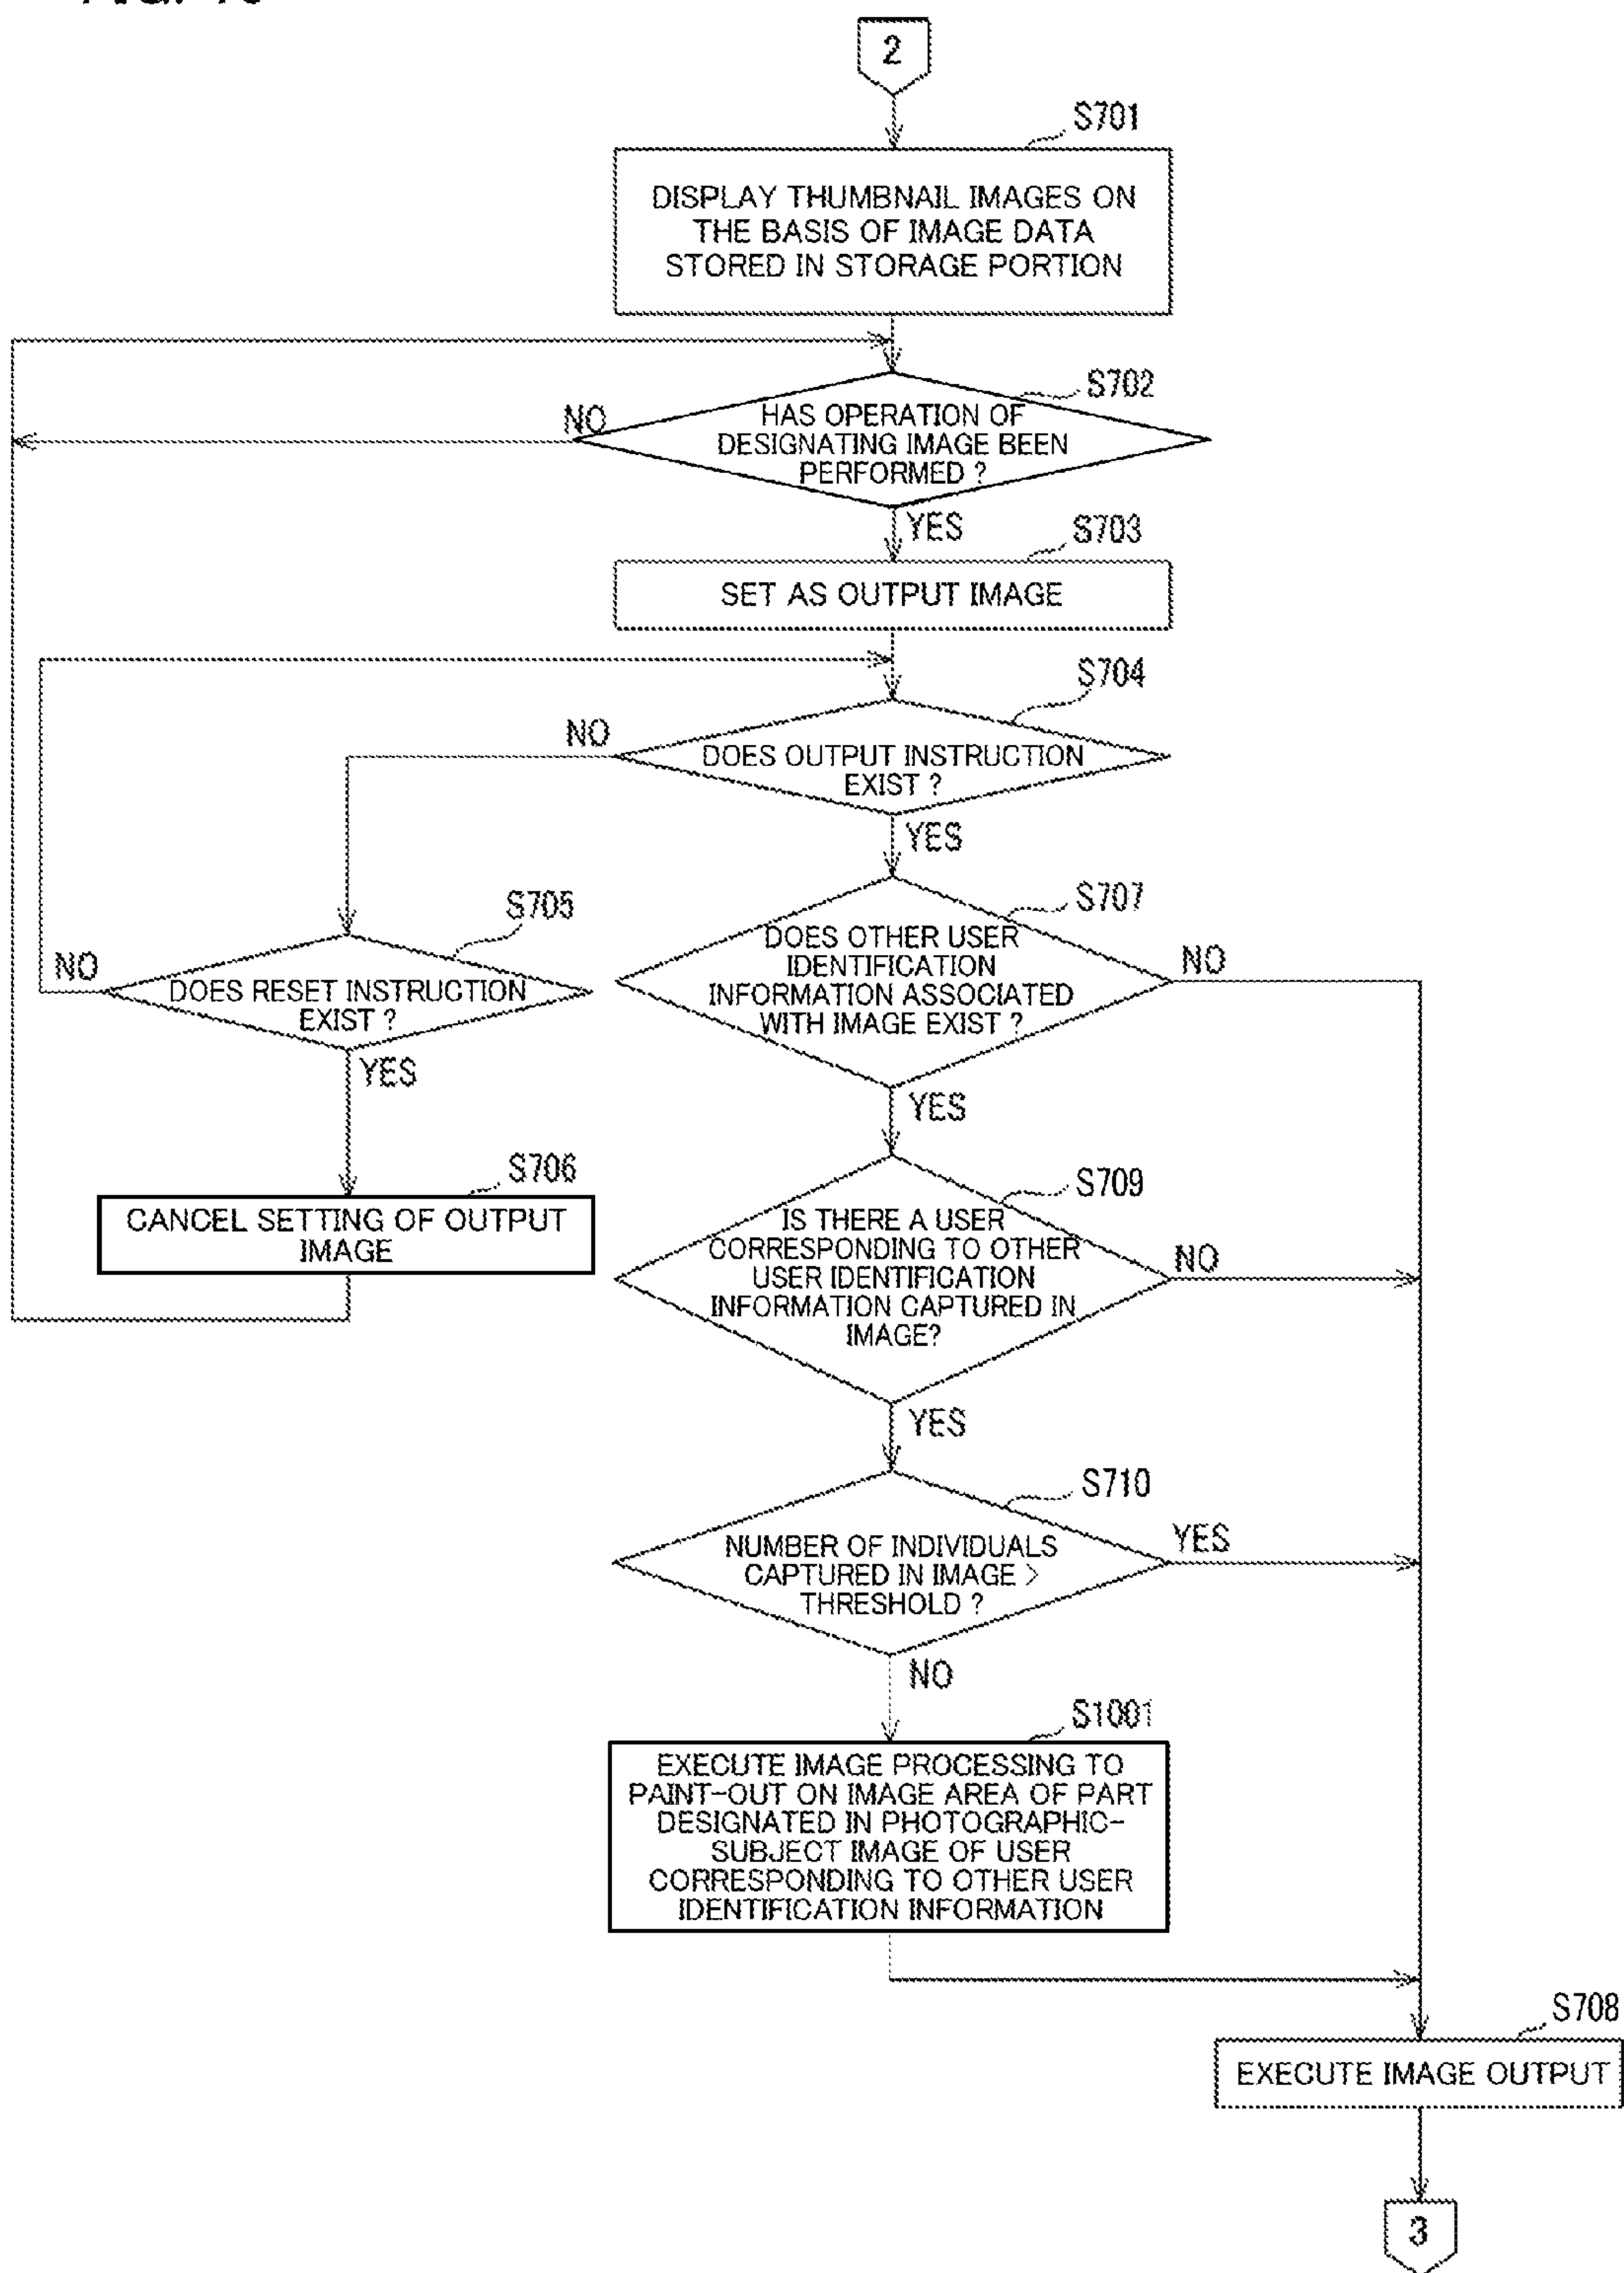 2
S701
DISPLAY THUMBNAIL IMAGES ON
THE BASIS OF IMAGE DATA
STORED IN STORAGE PORTION
S702
NO
HAS OPERATION OF
DESIGNATING IMAGE BEEN
PERFORMED ?
YES
S703
SET AS OUTPUT IMAGE
S704
NO
DOES OUTPUT INSTRUCTION
EXIST ?
YES
S705
NO
DOES RESET INSTRUCTION
EXIST ?
YES
S706
CANCEL SETTING OF OUTPUT
IMAGE
S707
DOES OTHER USER
IDENTIFICATION
INFORMATION ASSOCIATED
WITH IMAGE EXIST ?
NO
YES
S709
IS THERE A USER
CORRESPONDING TO OTHER
USER IDENTIFICATION
INFORMATION CAPTURED IN
IMAGE?
NO
YES
S710
NUMBER OF INDIVIDUALS
CAPTURED IN IMAGE >
THRESHOLD ?
YES
NO
S1001
EXECUTE IMAGE PROCESSING TO
PAINT-OUT ON IMAGE AREA OF PART
DESIGNATED IN PHOTOGRAPHIC-
SUBJECT IMAGE OF USER
CORRESPONDING TO OTHER USER
IDENTIFICATION INFORMATION
S708
EXECUTE IMAGE OUTPUT
3